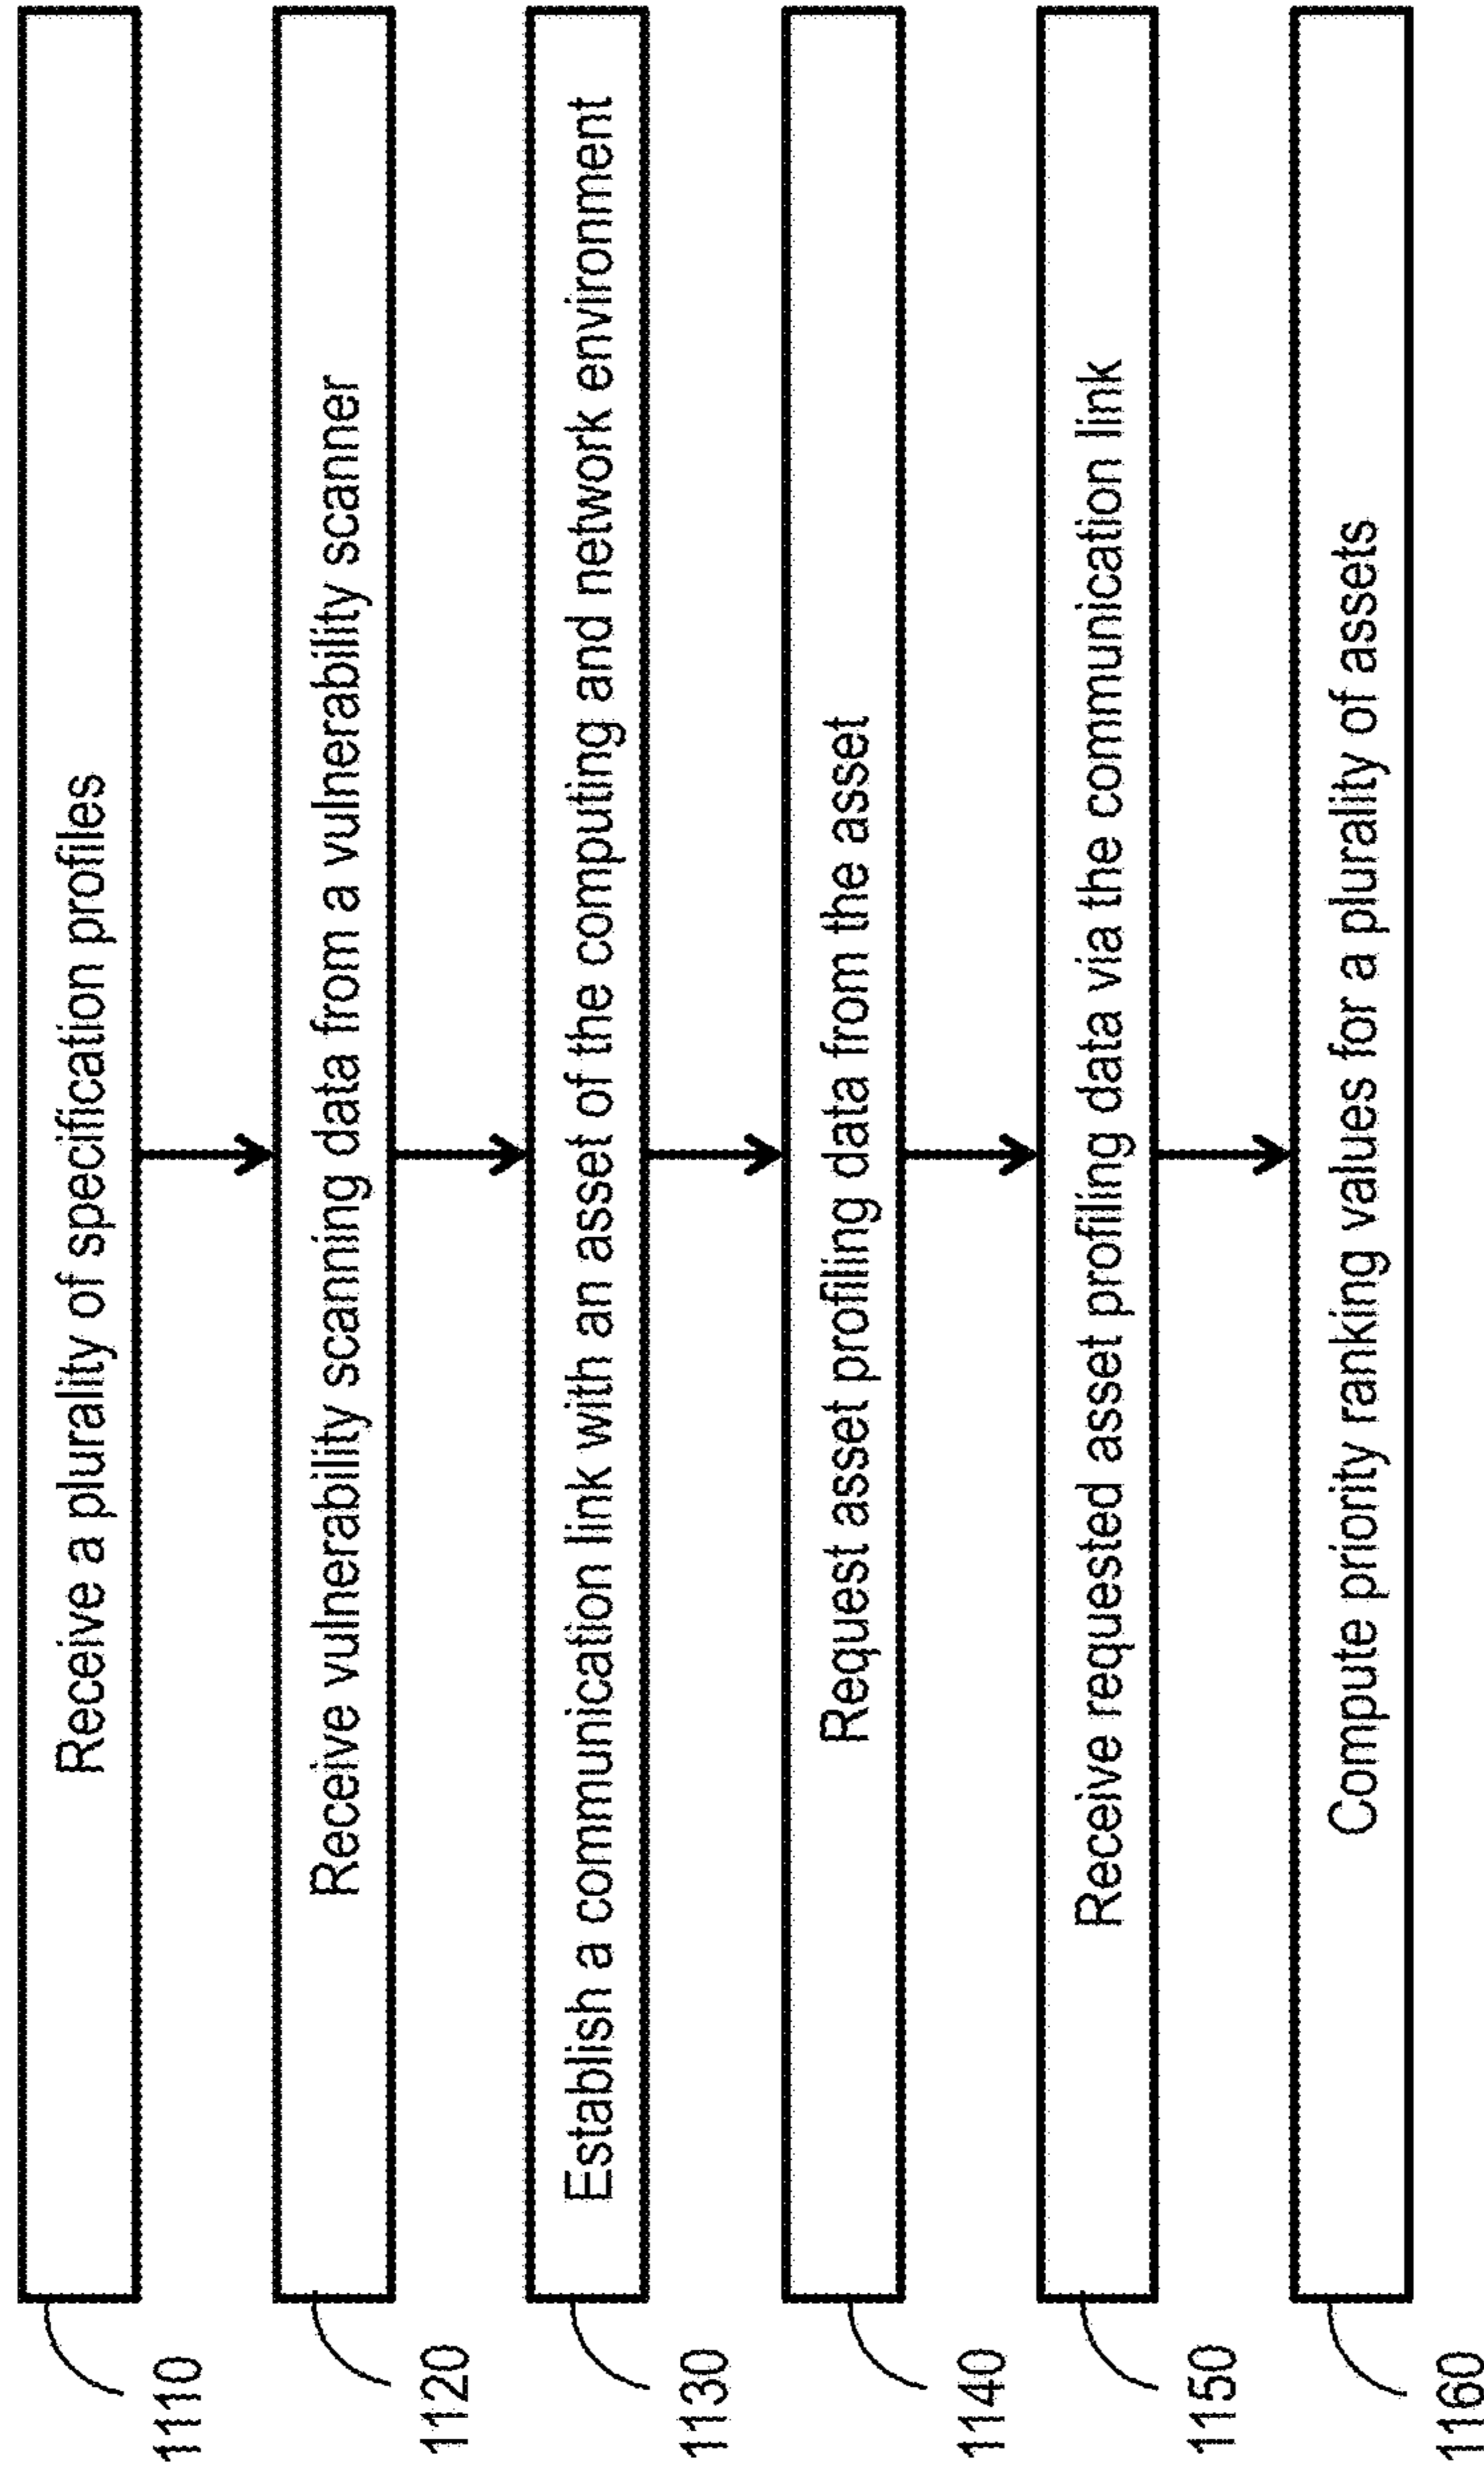 Receive a plurality of specification profiles
1110
Receive vulnerability scanning data from a vulnerability scanner
1120
Establish a communication link with an asset of the computing and network environment
1130
Request asset profiling data from the asset
1140
Receive requested asset profiling data via the communication link
1150
Compute priority ranking values for a plurality of assets
1160